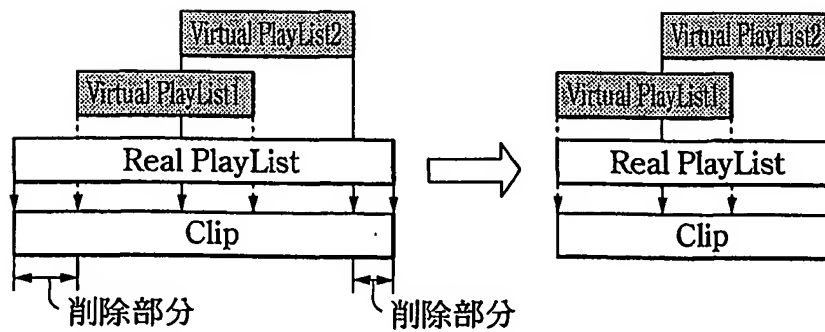 Virtual PlayList2
Virtual PlayList1
Real PlayList
Clip
削除部分
削除部分
Virtual PlayList2
Virtual PlayList1
Real PlayList
Clip